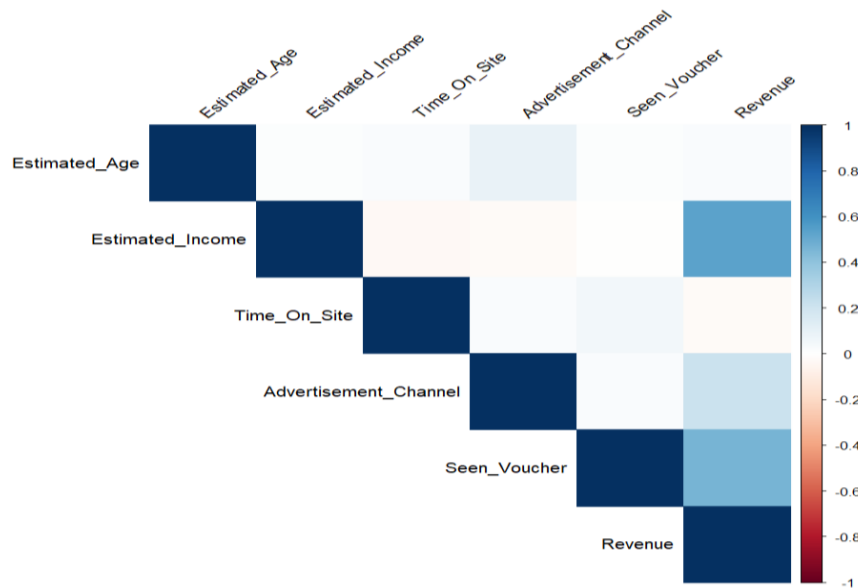 Estimated_Age
Estimated_Income
Time_On_Site
Advertisement_Channel
Seen_Voucher
Revenue
Estimated_Age
Estimated_Income
Time_On_Site
Advertisement_Channel
Seen_Voucher
Revenue
1
0.8
0.6
0.4
0.2
0
-0.2
-0.4
-0.6
-0.8
-1